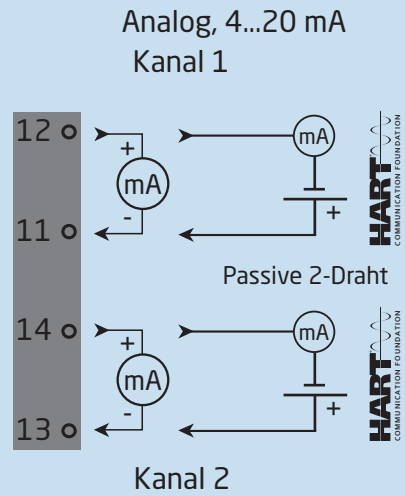 Analog, 4...20 mA
Kanal 1
12
+
mA
-
11
mA
+
HART
COMMUNICATION FOUNDATION
Passive 2-Draht
14
+
mA
-
13
mA
+
HART
COMMUNICATION FOUNDATION
Kanal 2